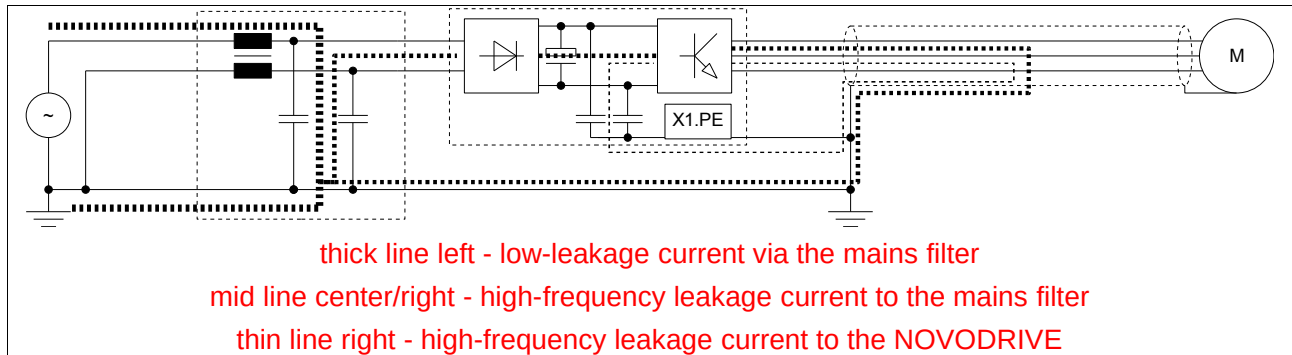 M
~
X1.PE
thick line left - low-leakage current via the mains filter
mid line center/right - high-frequency leakage current to the mains filter
thin line right - high-frequency leakage current to the NOVODRIVE